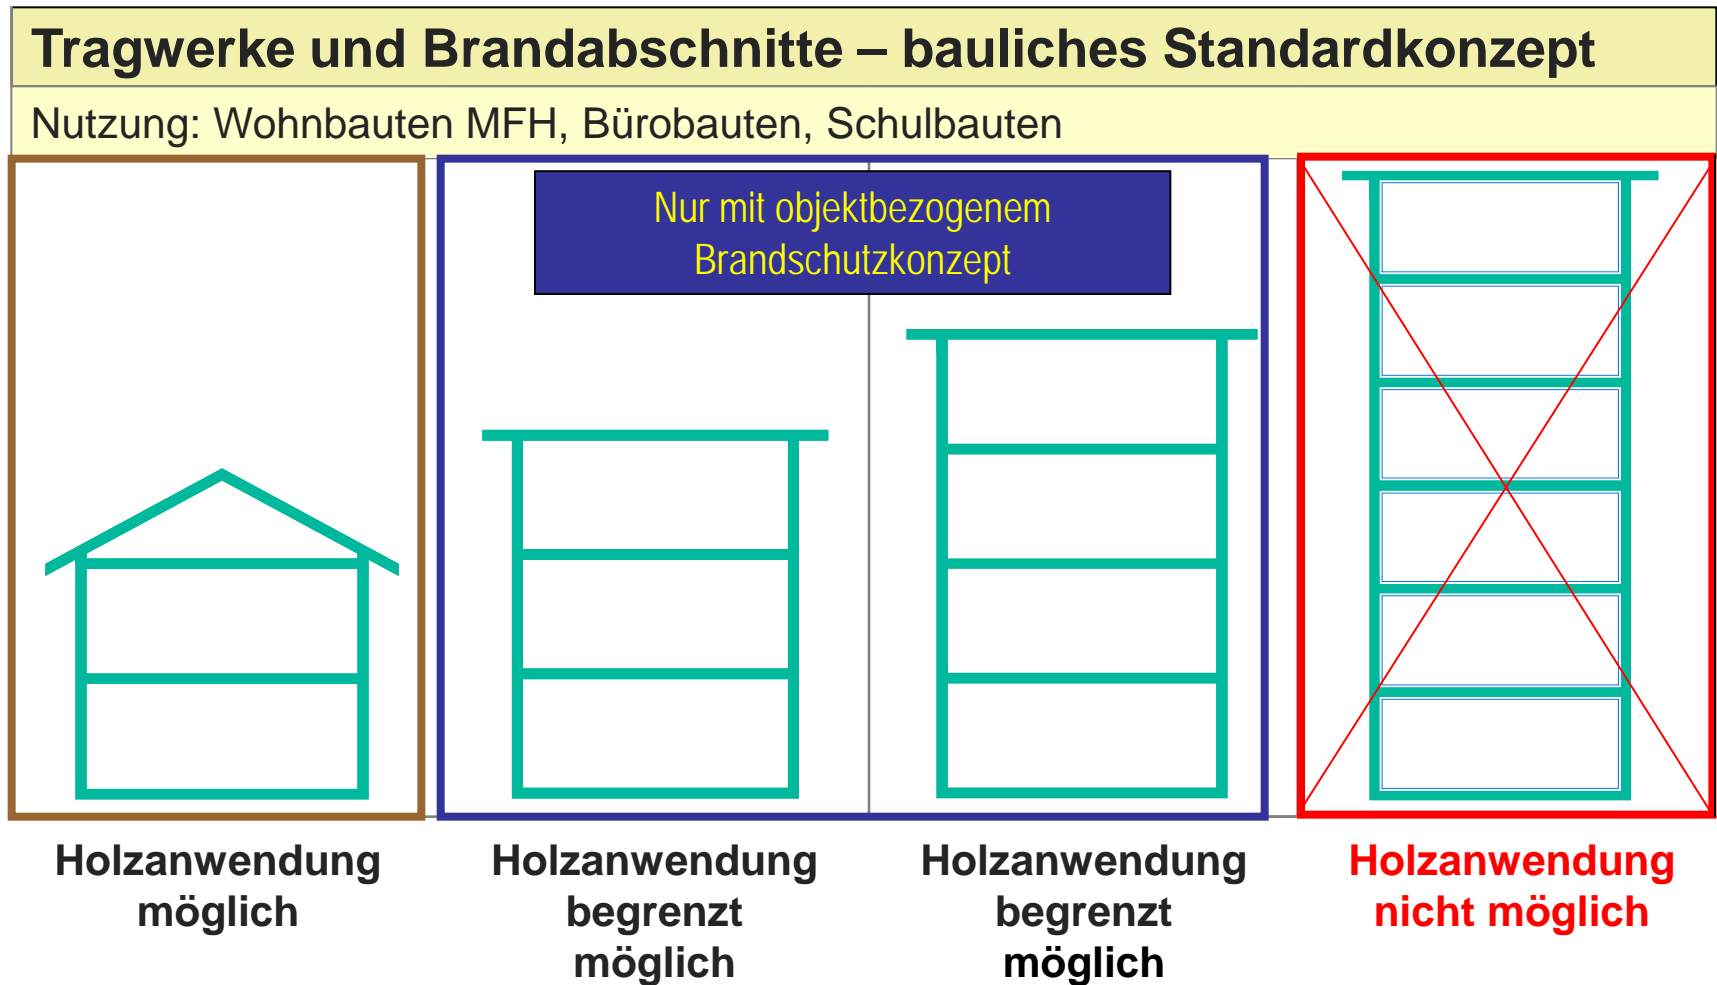 Tragwerke und Brandabschnitte – bauliches Standardkonzept
Nutzung: Wohnbauten MFH, Bürobauten, Schulbauten
Nur mit objektbezogenem
Brandschutzkonzept
Holzanwendung
möglich
Holzanwendung
begrenzt
möglich
Holzanwendung
begrenzt
möglich
Holzanwendung
nicht möglich